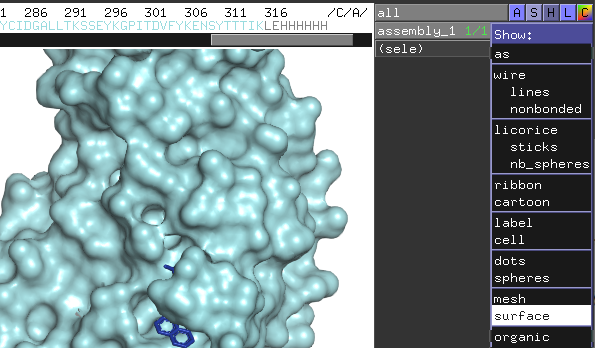 1 286 291 296 301 306 311 316 /C/A/
YCIDGALLTKSSEYKGPITDVFYKENSYTTTIKLEHHHHHH
all A S H L C
assembly_1 1/1
(sele)
Show:
as
wire
lines
nonbonded
licorice
sticks
nb_spheres
ribbon
cartoon
label
cell
dots
spheres
mesh
surface
organic